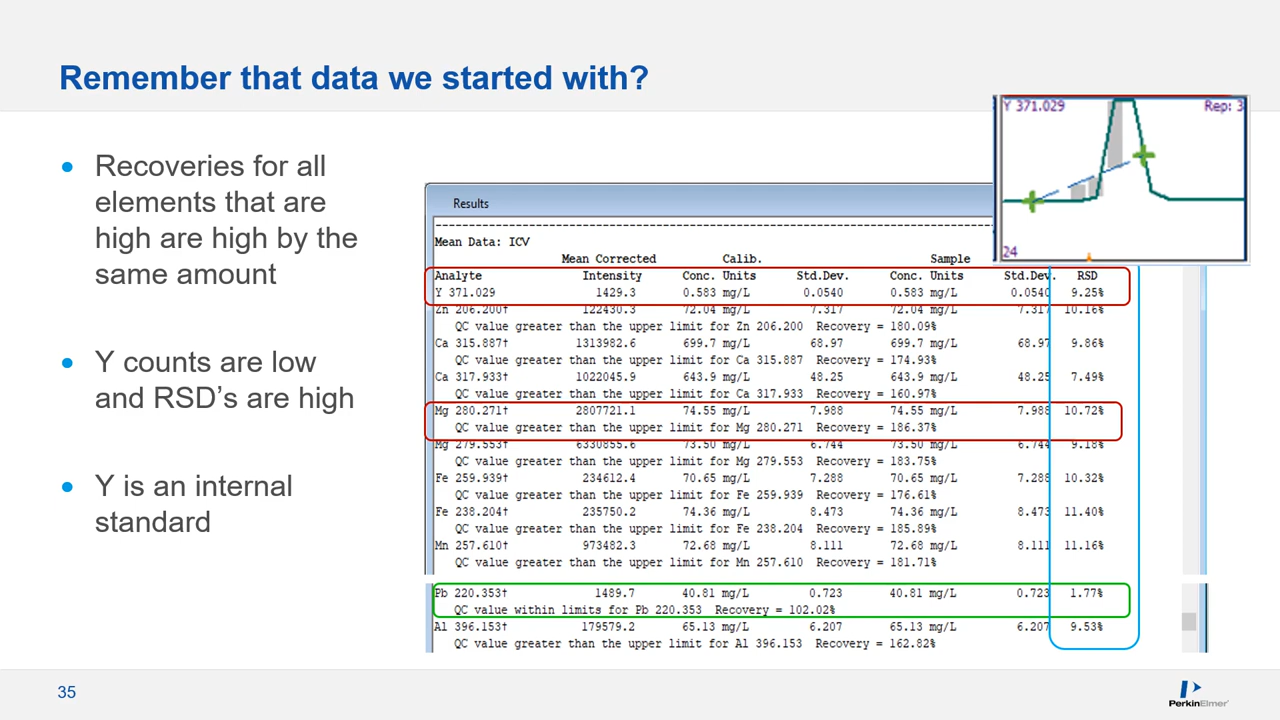 Remember that data we started with?
Y 371.029 Rep: 3
24
• Recoveries for all
elements that are
high are high by the
same amount
• Y counts are low
and RSD’s are high
• Y is an internal
standard
Results
--------------------------------------------------------------------------------
Mean Data: ICV
Mean Corrected Calib. Sample
Analyte Intensity Conc. Units Std.Dev. Conc. Units Std.Dev. RSD
Y 371.029 1429.3 0.583 mg/L 0.0540 0.583 mg/L 0.0540 9.25%
Zn 206.200† 122430.3 72.04 mg/L 7.317 72.04 mg/L 7.317 10.16%
QC value greater than the upper limit for Zn 206.200 Recovery = 180.09%
Ca 315.887† 1313982.6 699.7 mg/L 68.97 699.7 mg/L 68.97 9.86%
QC value greater than the upper limit for Ca 315.887 Recovery = 174.93%
Ca 317.933† 1022045.9 643.9 mg/L 48.25 643.9 mg/L 48.25 7.49%
QC value greater than the upper limit for Ca 317.933 Recovery = 160.97%
Mg 280.271† 2807721.1 74.55 mg/L 7.988 74.55 mg/L 7.988 10.72%
QC value greater than the upper limit for Mg 280.271 Recovery = 186.37%
Mg 279.553† 6330855.6 73.50 mg/L 6.744 73.50 mg/L 6.744 9.18%
QC value greater than the upper limit for Mg 279.553 Recovery = 183.75%
Fe 259.939† 234612.4 70.65 mg/L 7.288 70.65 mg/L 7.288 10.32%
QC value greater than the upper limit for Fe 259.939 Recovery = 176.61%
Fe 238.204† 235750.2 74.36 mg/L 8.473 74.36 mg/L 8.473 11.40%
QC value greater than the upper limit for Fe 238.204 Recovery = 185.89%
Mn 257.610† 973482.3 72.68 mg/L 8.111 72.68 mg/L 8.111 11.16%
QC value greater than the upper limit for Mn 257.610 Recovery = 181.71%
Pb 220.353† 1489.7 40.81 mg/L 0.723 40.81 mg/L 0.723 1.77%
QC value within limits for Pb 220.353 Recovery = 102.02%
Al 396.153† 179579.2 65.13 mg/L 6.207 65.13 mg/L 6.207 9.53%
QC value greater than the upper limit for Al 396.153 Recovery = 162.82%
35
PerkinElmer